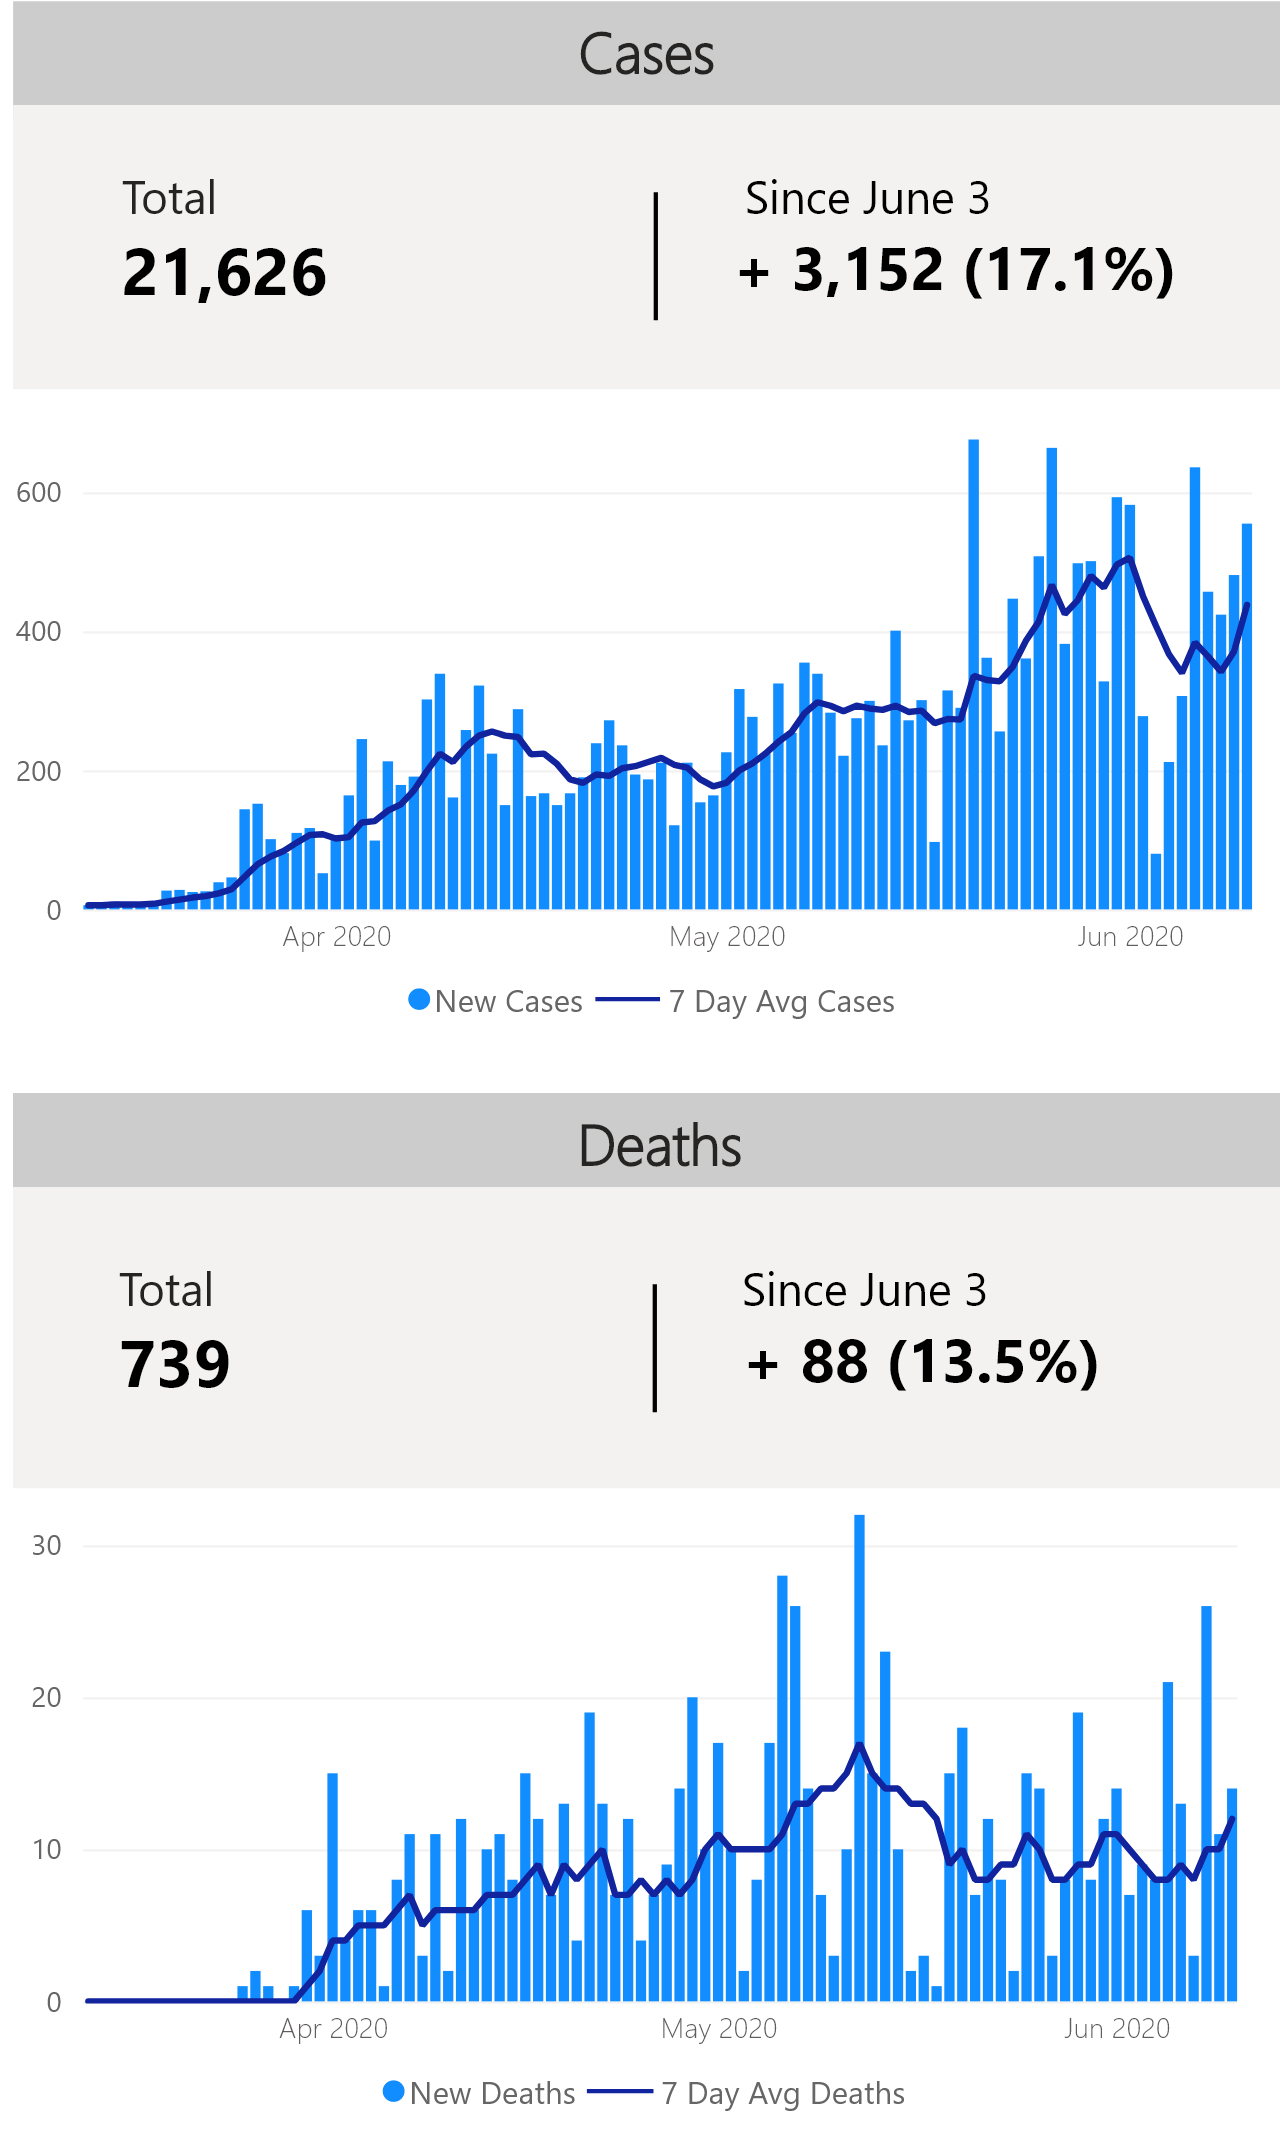 Cases
Total
Since June 3
21,626
+ 3,152 (17.1%)
600
400
200
0
Apr 2020
May 2020
Jun 2020
New Cases
7 Day Avg Cases
Deaths
Total
Since June 3
739
+ 88 (13.5%)
30
20
10
0
Apr 2020
May 2020
Jun 2020
New Deaths
7 Day Avg Deaths